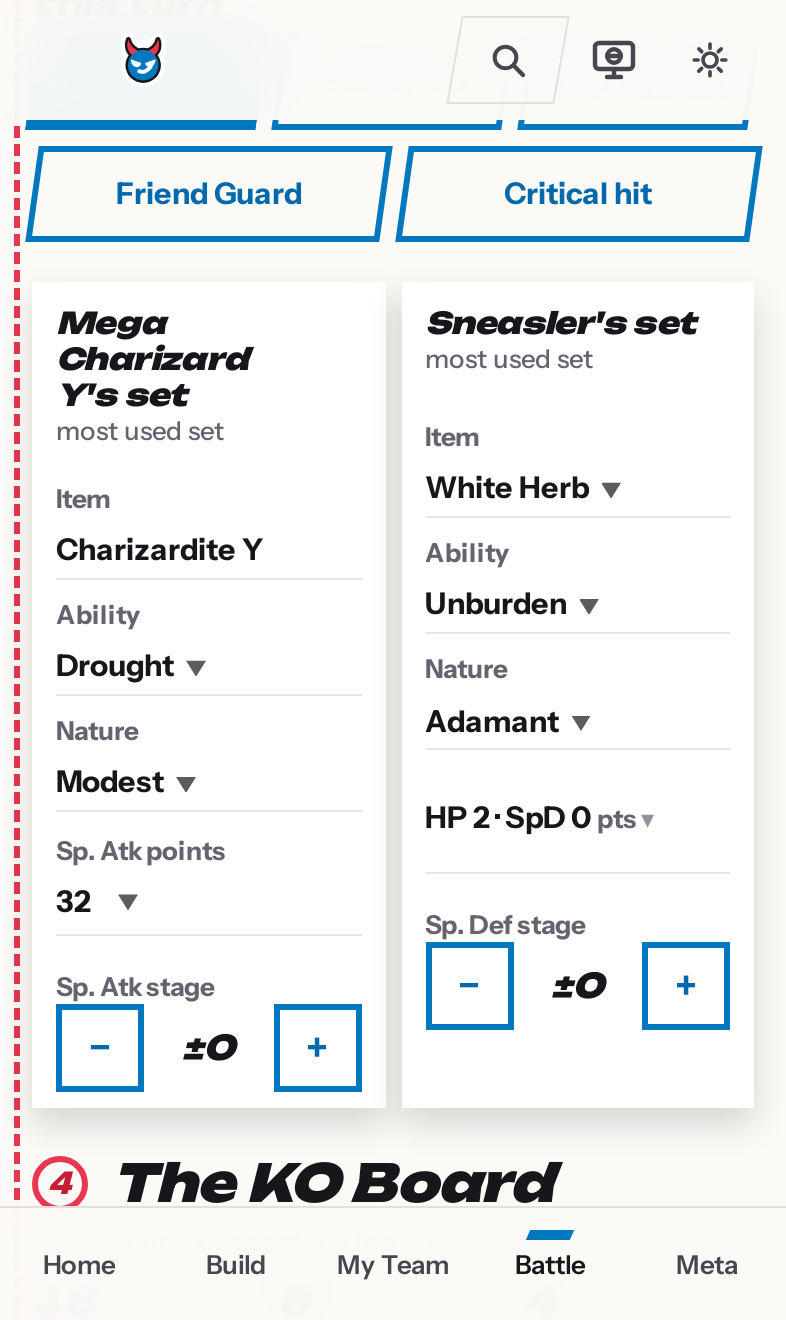 this turn
Friend Guard
Critical hit
Mega
Charizard
Y's set
most used set
Item
Charizardite Y
Ability
Drought ▼
Nature
Modest ▼
Sp. Atk points
32 ▼
Sp. Atk stage
− ±0 +
Sneasler's set
most used set
Item
White Herb ▼
Ability
Unburden ▼
Nature
Adamant ▼
HP 2 · SpD 0 pts ▾
Sp. Def stage
− ±0 +
4 The KO Board
Home
Build
My Team
Battle
Meta